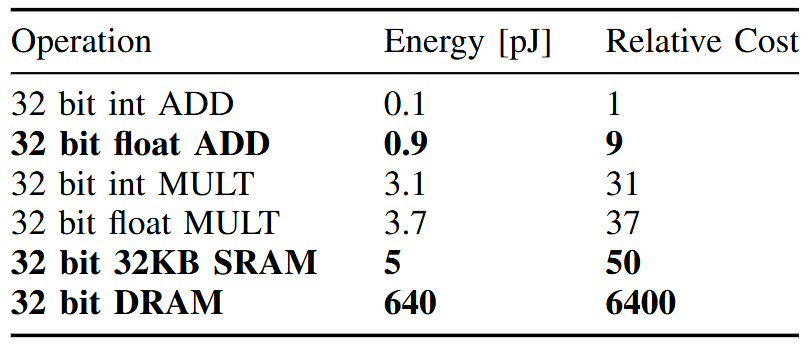 Operation Energy [pJ] Relative Cost
32 bit int ADD 0.1 1
32 bit float ADD 0.9 9
32 bit int MULT 3.1 31
32 bit float MULT 3.7 37
32 bit 32KB SRAM 5 50
32 bit DRAM 640 6400